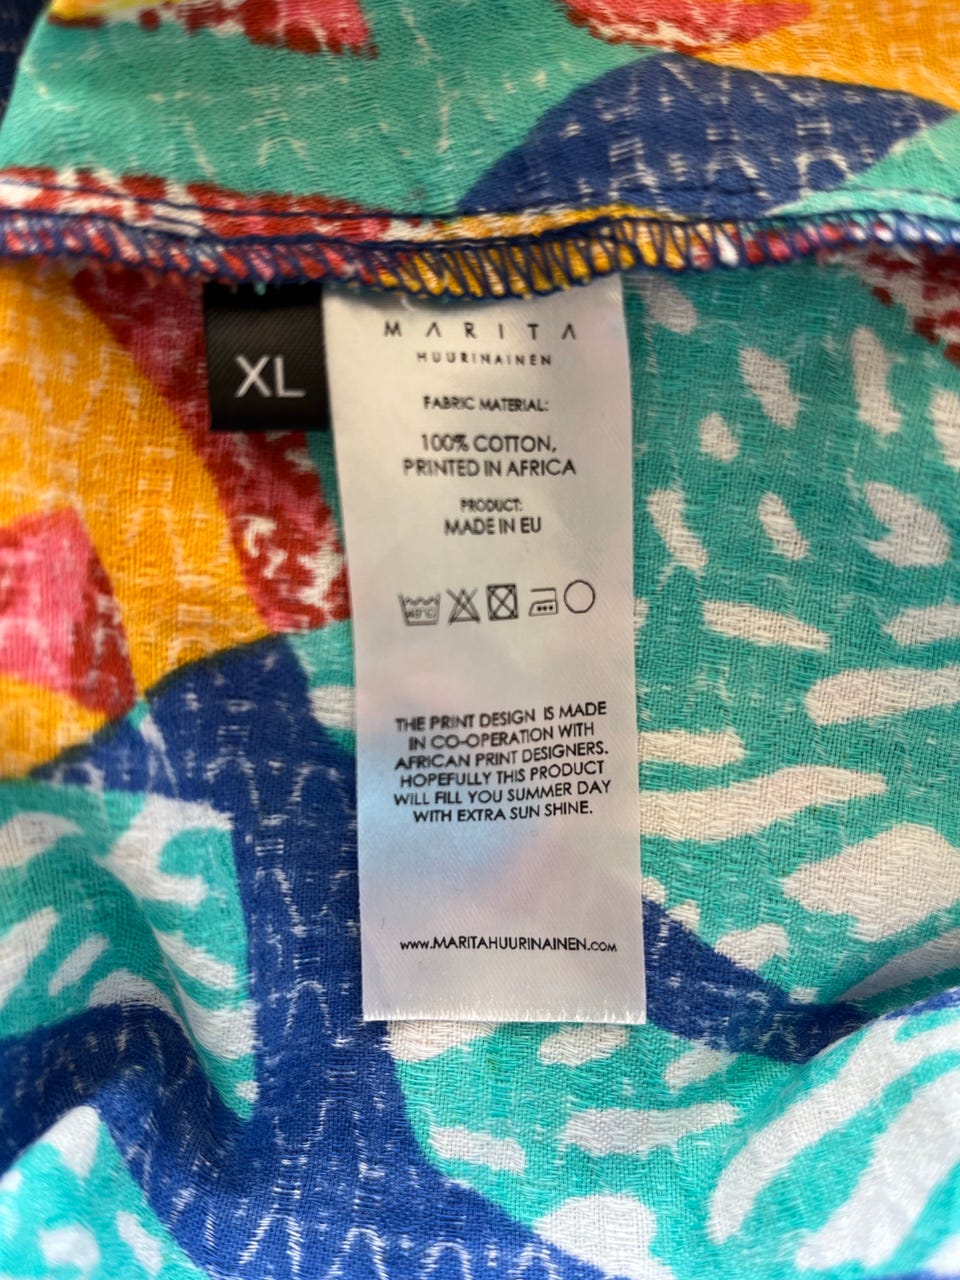 XL
MARITA
HUURINAINEN
FABRIC MATERIAL:
100% COTTON,
PRINTED IN AFRICA
PRODUCT:
MADE IN EU
40°C
THE PRINT DESIGN IS MADE
IN CO-OPERATION WITH
AFRICAN PRINT DESIGNERS.
HOPEFULLY THIS PRODUCT
WILL FILL YOU SUMMER DAY
WITH EXTRA SUN SHINE.
www.MARITAHUURINAINEN.com